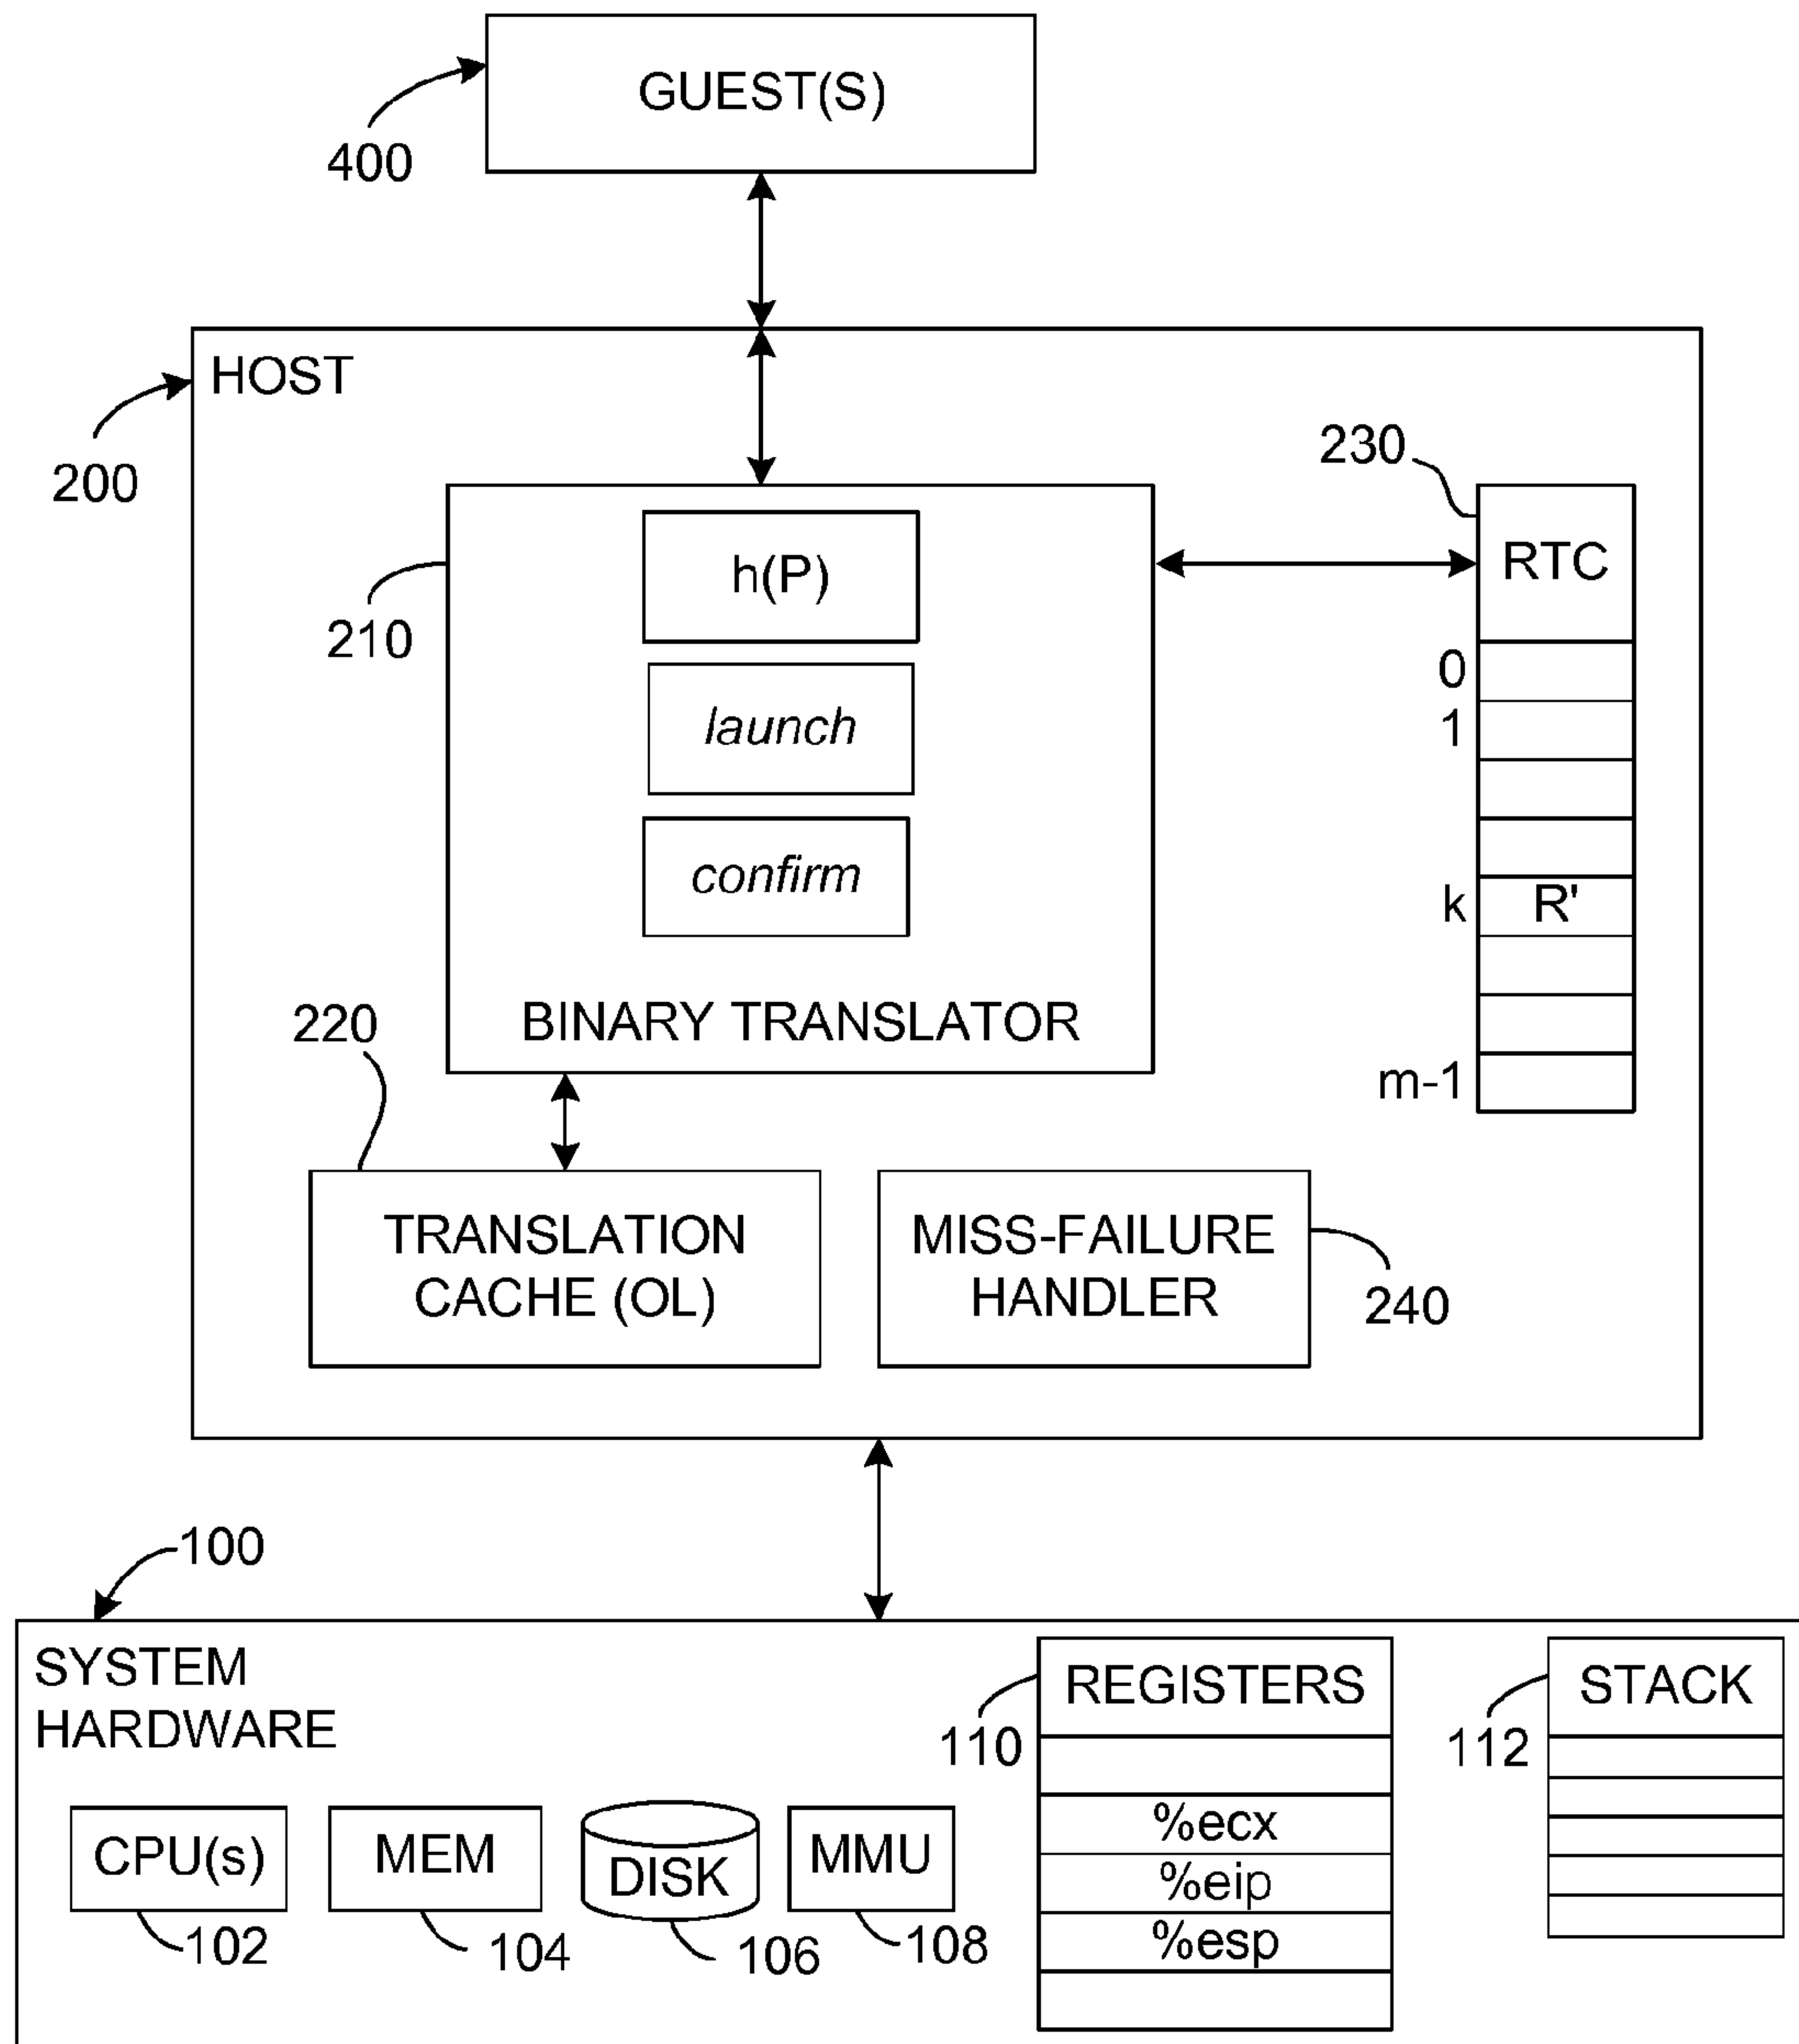 GUEST(S)
400
HOST
200
230
RTC
h(P)
210
0
launch
1
confirm
k
R'
220
BINARY TRANSLATOR
m-1
TRANSLATION
CACHE (OL)
MISS-FAILURE
HANDLER
240
100
SYSTEM
HARDWARE
REGISTERS
STACK
110
112
%ecx
CPU(s)
MEM
DISK
MMU
%eip
%esp
102
104
106
108